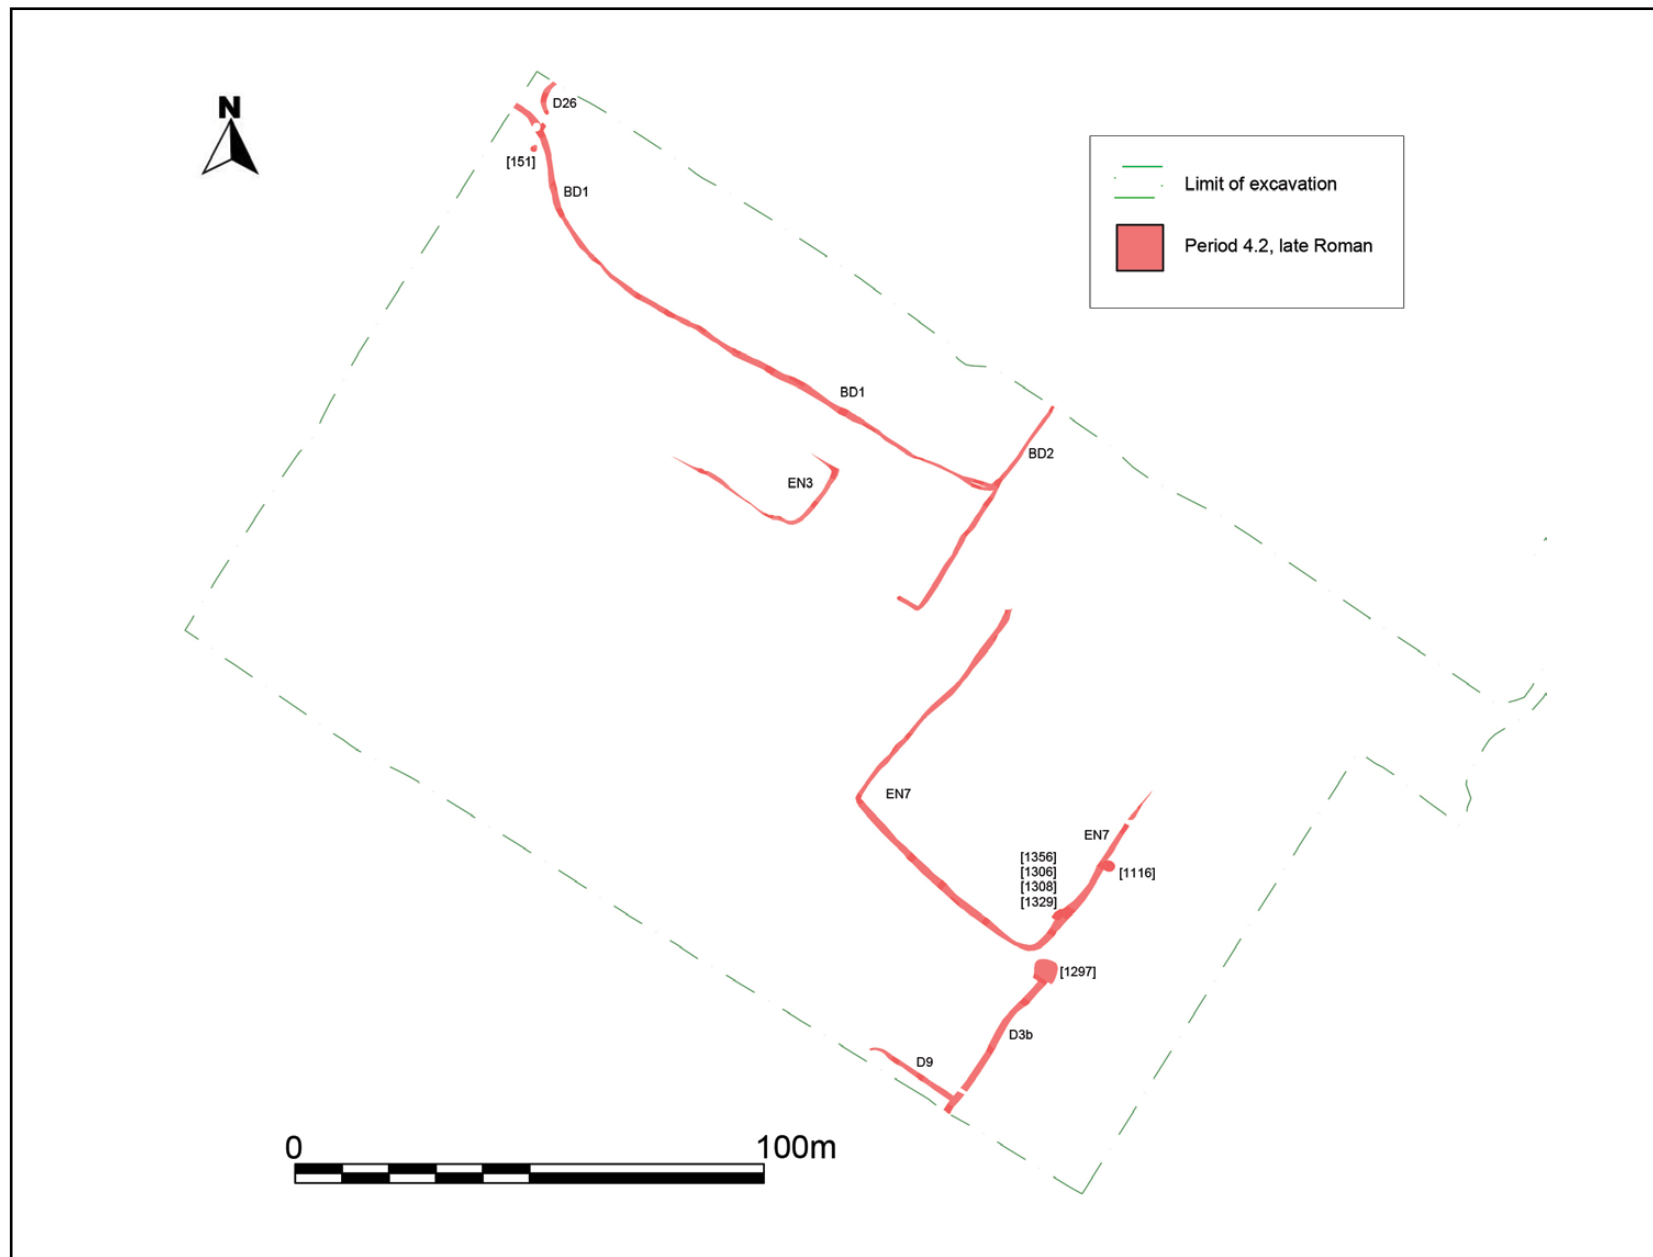 N
D26
[151]
BD1
Limit of excavation
Period 4.2, late Roman
BD1
BD2
EN3
EN7
EN7
[1356]
[1306]
[1308]
[1329]
[1116]
[1297]
D3b
D9
0 100m